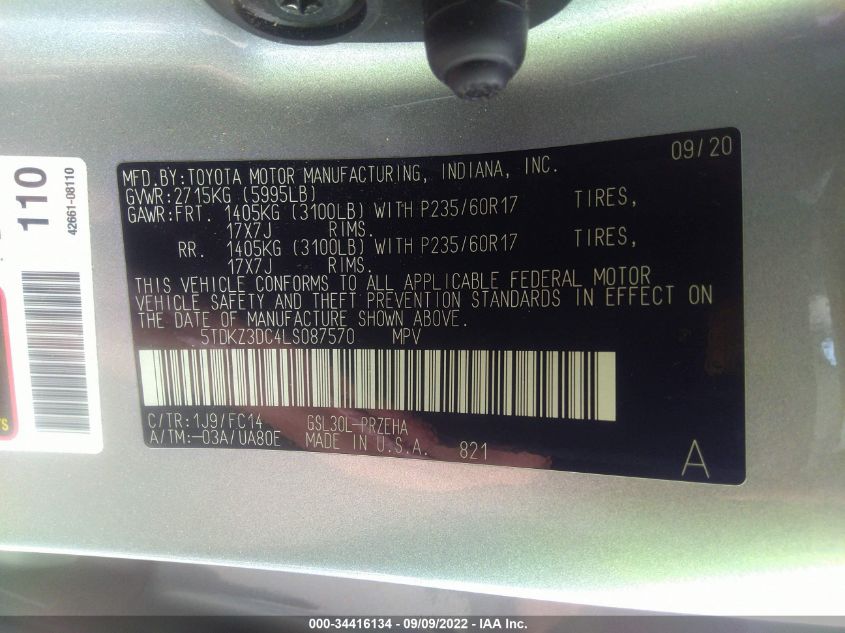 09/20
MFD.BY:TOYOTA MOTOR MANUFACTURING, INDIANA, INC.
GVWR:2715KG (5995LB)
GAWR:FRT. 1405KG (3100LB) WITH P235/60R17 TIRES,
17X7J RIMS.
RR. 1405KG (3100LB) WITH P235/60R17 TIRES,
17X7J RIMS.
THIS VEHICLE CONFORMS TO ALL APPLICABLE FEDERAL MOTOR
VEHICLE SAFETY AND THEFT PREVENTION STANDARDS IN EFFECT ON
THE DATE OF MANUFACTURE SHOWN ABOVE.
5TDKZ3DC4LS087570 MPV
C/TR:1J9/FC14 GSL30L-PRZEHA
A/TM:-03A/UA80E MADE IN U.S.A. 821
A
110
42661-08110
000-34416134 - 09/09/2022 - IAA Inc.